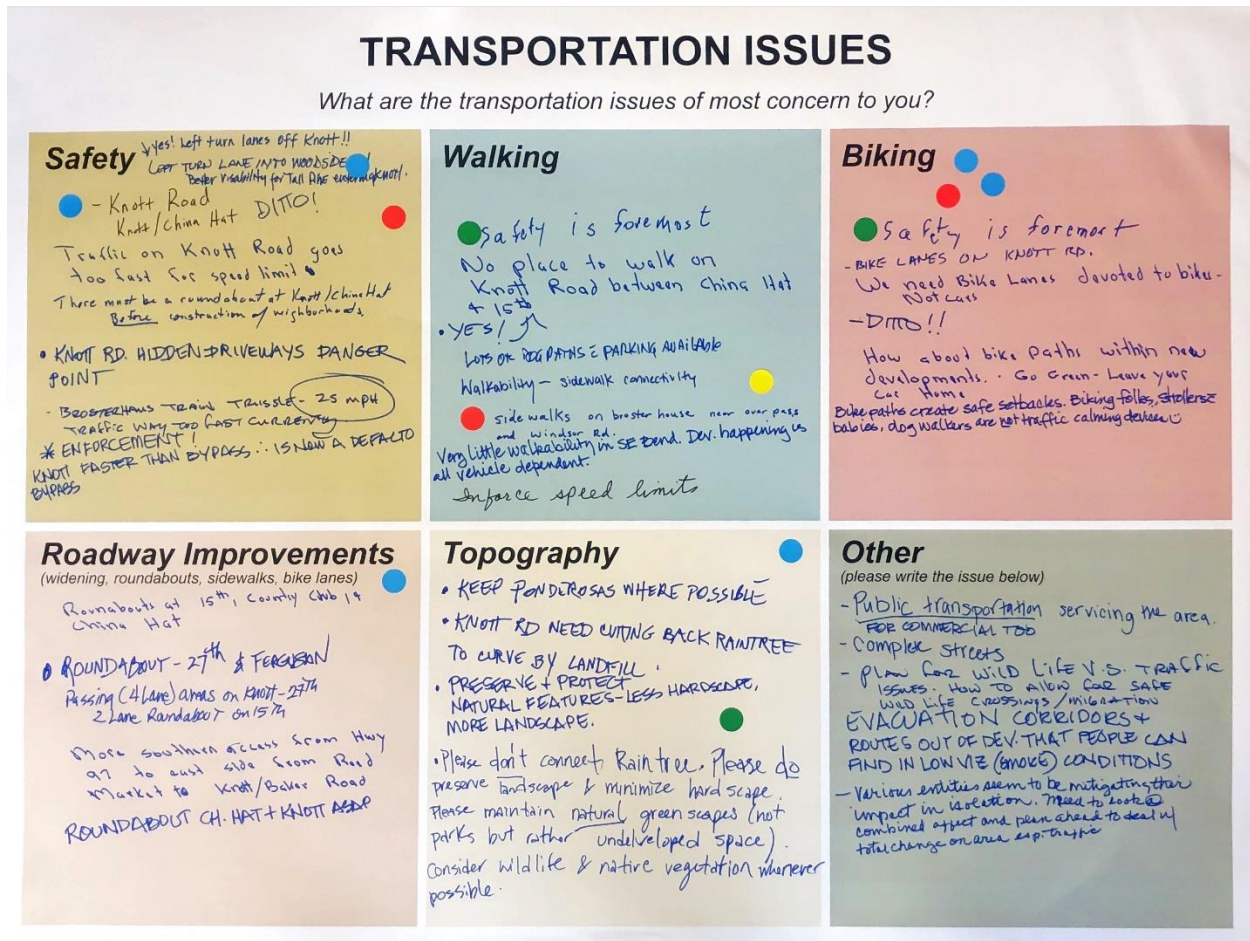 TRANSPORTATION ISSUES
What are the transportation issues of most concern to you?
Safety
yes! Left turn lanes off Knott!!
LEFT TURN LANE INTO WOODSIDE
Better visability for Tall Pine entering Knott.
- Knott Road
Knott/China Hat DITTO!
Traffic on Knott Road goes
too fast for speed limit
There must be a roundabout at Knott/China Hat
Before construction of neighborhoods.
• KNOTT RD. HIDDEN DRIVEWAYS DANGER
POINT
- BROSTERHAUS TRAIN TRUSSLE - 25 MPH
TRAFFIC WAY TOO FAST CURRENTLY
* ENFORCEMENT!
KNOTT FASTER THAN BYPASS ∴ IS NOW A DEFACTO
BYPASS
Walking
Safety is foremost
No place to walk on
Knott Road between China Hat
+ 15th
• YES!
LOTS OF PATHS PARKING AVAILABLE
Walkability - sidewalk connectivity
sidewalks on broster house near over pass
and Windsor Rd.
Very little walkability in SE Bend. Dev. happening is
all vehicle dependent.
Inforce speed limits
Biking
Safety is foremost
- BIKE LANES ON KNOTT RD.
We need Bike Lanes devoted to bikes -
Not cars
- DITTO!!
How about bike paths within new
developments. - Go Green - Leave your
Car Home
Bike paths create safe setbacks. Biking folks, strollers
babies, dog walkers are not traffic calming devices
Roadway Improvements
(widening, roundabouts, sidewalks, bike lanes)
Rounabouts at 15th, County Club, &
China Hat
• ROUNDABOUT - 27th & FERGUSON
Passing (4 Lane) areas on Knott - 27th
2 Lane Roundabout on 15th
More southern access from Hwy
97 to east side from Reed
Market to Knott/Baker Road
ROUNDABOUT CH. HAT + KNOTT ASAP
Topography
• KEEP PONDEROSAS WHERE POSSIBLE
• KNOTT RD NEED CUTING BACK RAINTREE
TO CURVE BY LANDFILL.
• PRESERVE + PROTECT
NATURAL FEATURES - LESS HARDSCAPE,
MORE LANDSCAPE.
• Please don't connect Raintree. Please do
preserve landscape & minimize hardscape.
Please maintain natural greenscapes (not
parks but rather undelveloped space).
Consider wildlife & native vegetation whenever
possible.
Other
(please write the issue below)
- Public transportation servicing the area.
FOR COMMERCIAL TOO
- Complex streets
- PLAN FOR WILD LIFE V.S. TRAFFIC
ISSUES. HOW TO ALLOW FOR SAFE
WILD LIFE CROSSINGS/MIGRATION
EVACUATION CORRIDORS +
ROUTES OUT OF DEV. THAT PEOPLE CAN
FIND IN LOW VIZ (SMOKE) CONDITIONS
- Various entities seem to be mitigating their
impact in isolation. Need to look @
combined affect and plan ahead to deal w/
total change on area esp. traffic